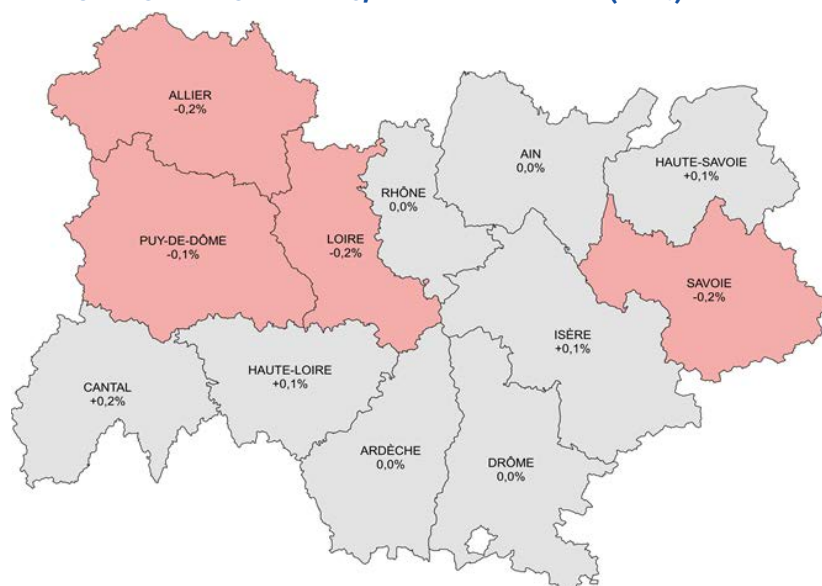 ALLIER
-0,2%
AIN
0,0%
HAUTE-SAVOIE
+0,1%
RHÔNE
0,0%
PUY-DE-DÔME
-0,1%
LOIRE
-0,2%
SAVOIE
-0,2%
ISÈRE
+0,1%
HAUTE-LOIRE
+0,1%
CANTAL
+0,2%
ARDÈCHE
0,0%
DRÔME
0,0%